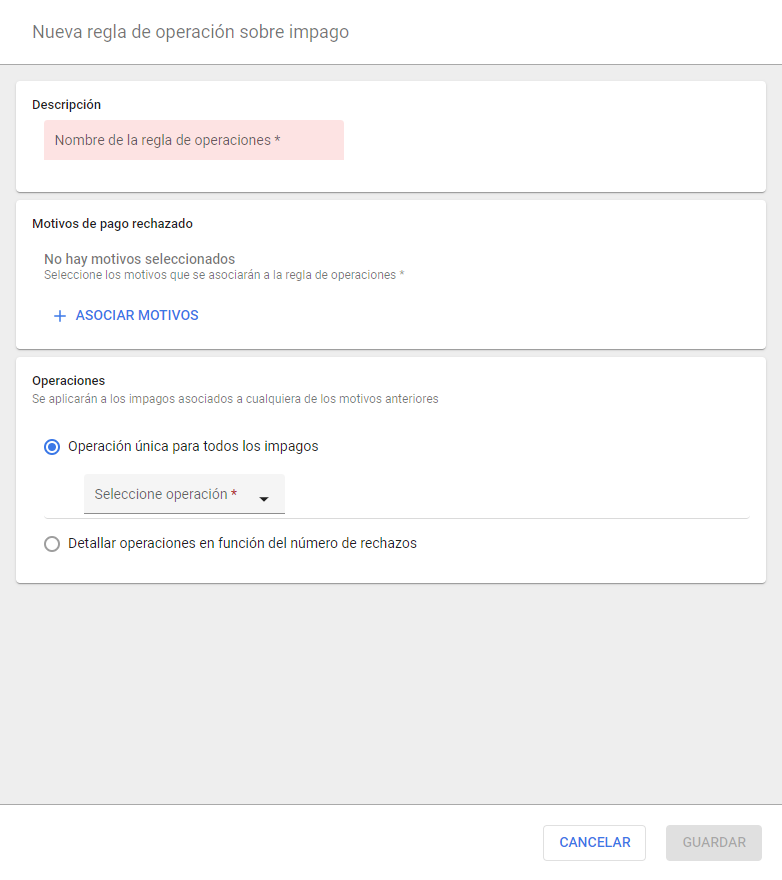 Nueva regla de operación sobre impago
Descripción
Nombre de la regla de operaciones *
Motivos de pago rechazado
No hay motivos seleccionados
Seleccione los motivos que se asociarán a la regla de operaciones *
+ ASOCIAR MOTIVOS
Operaciones
Se aplicarán a los impagos asociados a cualquiera de los motivos anteriores
Operación única para todos los impagos
Seleccione operación *
Detallar operaciones en función del número de rechazos
CANCELAR
GUARDAR